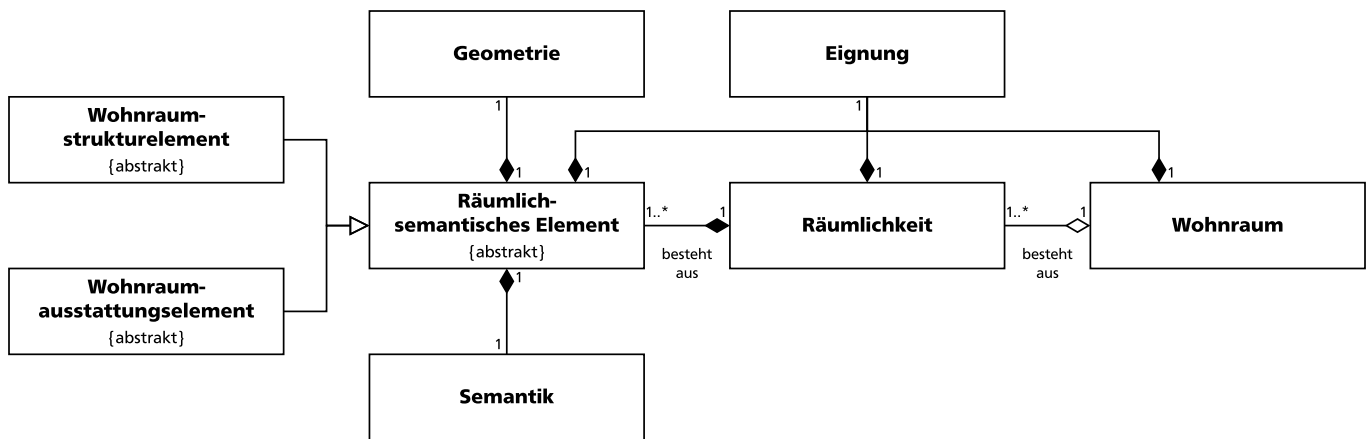 Geometrie
Eignung
1
1
Wohnraum-
strukturelement
{abstrakt}
1
1
1
1
Räumlich-
semantisches Element
{abstrakt}
1..*
1
besteht
aus
Räumlichkeit
1..*
1
besteht
aus
Wohnraum
Wohnraum-
ausstattungselement
{abstrakt}
1
1
Semantik